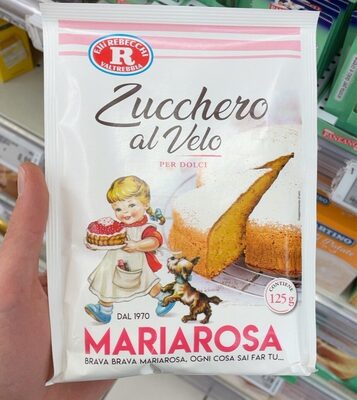 F.lli REBECCHI
R
VALTREBBIA
Zucchero
al Velo
PER DOLCI
CONTIENE
125 g
DAL 1970
MARIAROSA
BRAVA BRAVA MARIAROSA. OGNI COSA SAI FAR TU...